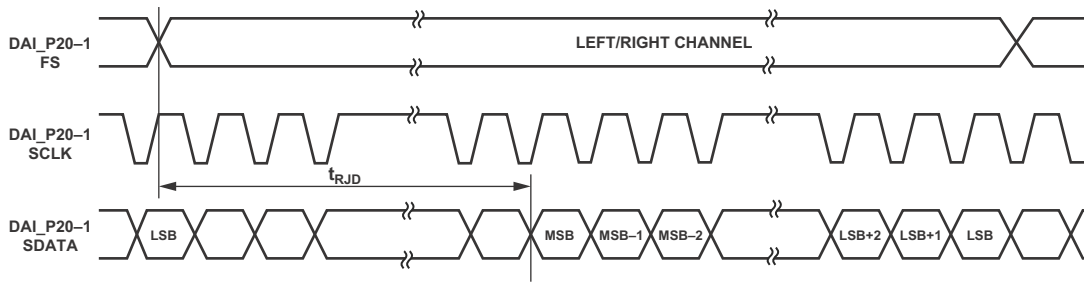 DAI_P20–1
FS
LEFT/RIGHT CHANNEL
DAI_P20–1
SCLK
tRJD
DAI_P20–1
SDATA
LSB
MSB
MSB–1
MSB–2
LSB+2
LSB+1
LSB